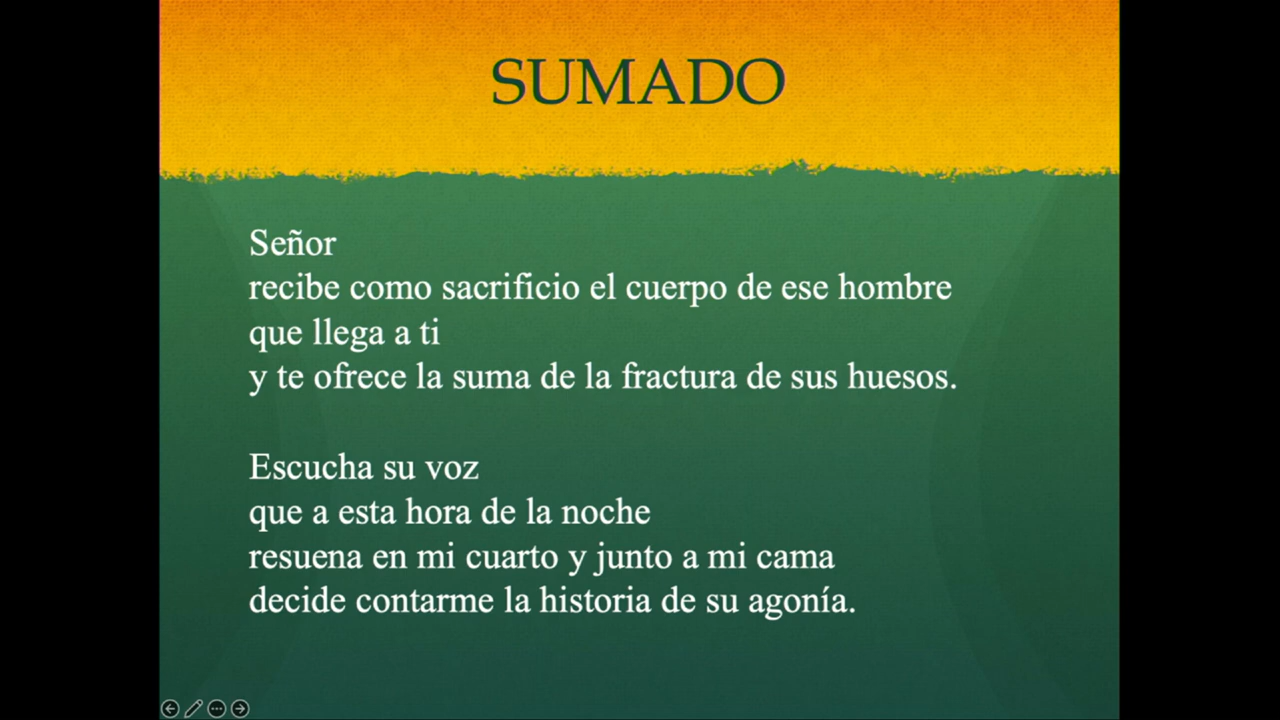 SUMADO
Señor
recibe como sacrificio el cuerpo de ese hombre
que llega a ti
y te ofrece la suma de la fractura de sus huesos.
Escucha su voz
que a esta hora de la noche
resuena en mi cuarto y junto a mi cama
decide contarme la historia de su agonía.